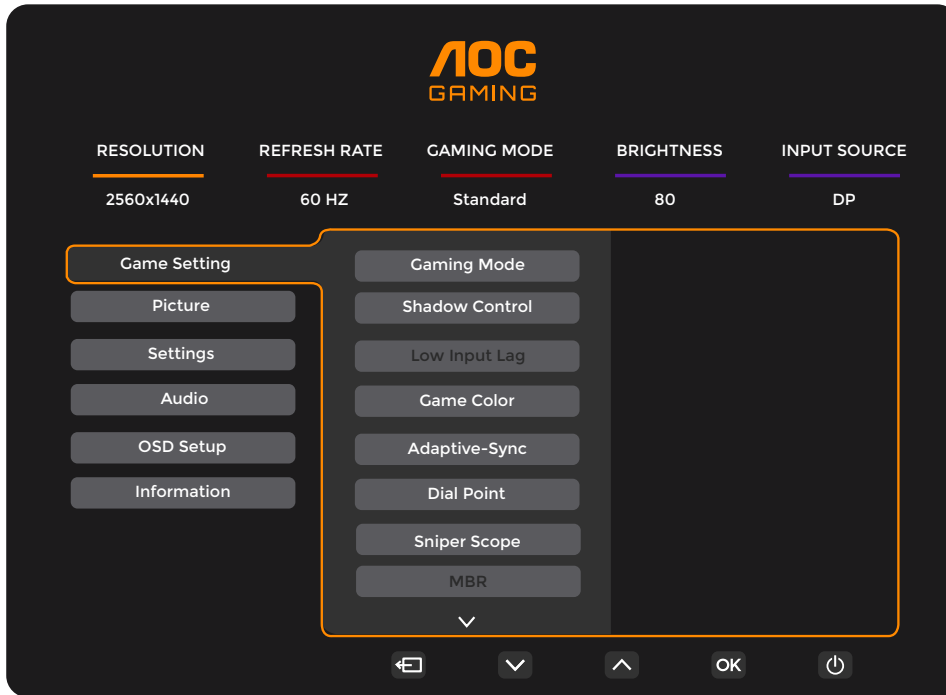 AOC
GAMING
RESOLUTION REFRESH RATE GAMING MODE BRIGHTNESS INPUT SOURCE
2560x1440 60 HZ Standard 80 DP
Game Setting
Picture
Settings
Audio
OSD Setup
Information
Gaming Mode
Shadow Control
Low Input Lag
Game Color
Adaptive-Sync
Dial Point
Sniper Scope
MBR
OK